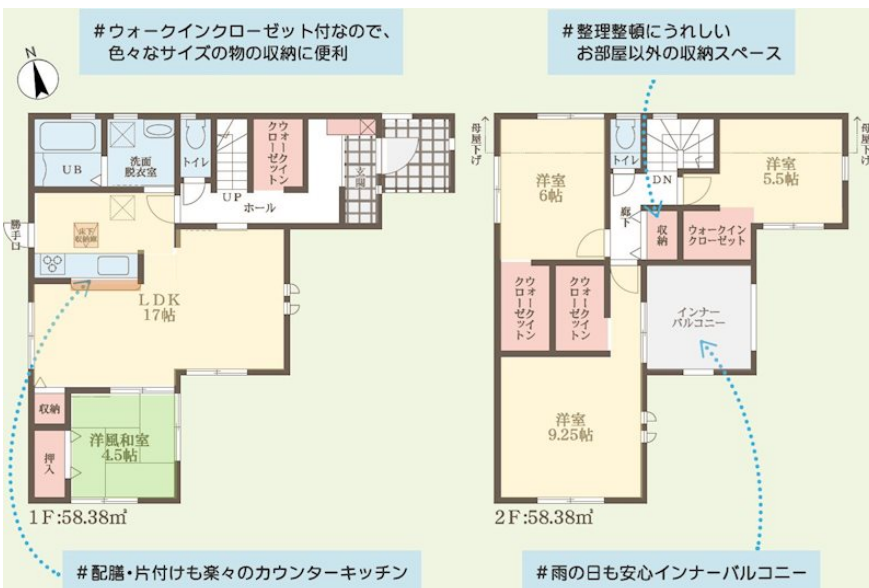 #ウォークインクローゼット付なので、
色々なサイズの物の収納に便利
#整理整頓にうれしい
お部屋以外の収納スペース
N
UB
洗面
脱衣室
トイレ
UP
ウォークイン
クローゼット
ホール
玄関
勝手口
床下
収納庫
LDK
17帖
収納
押入
洋風和室
4.5帖
1F:58.38㎡
母屋下げ
洋室
6帖
トイレ
DN
廊下
収納
洋室
5.5帖
母屋下げ
ウォークイン
クローゼット
ウォークイン
クローゼット
ウォークイン
クローゼット
インナー
バルコニー
洋室
9.25帖
2F:58.38㎡
#配膳・片付けも楽々のカウンターキッチン
#雨の日も安心インナーバルコニー